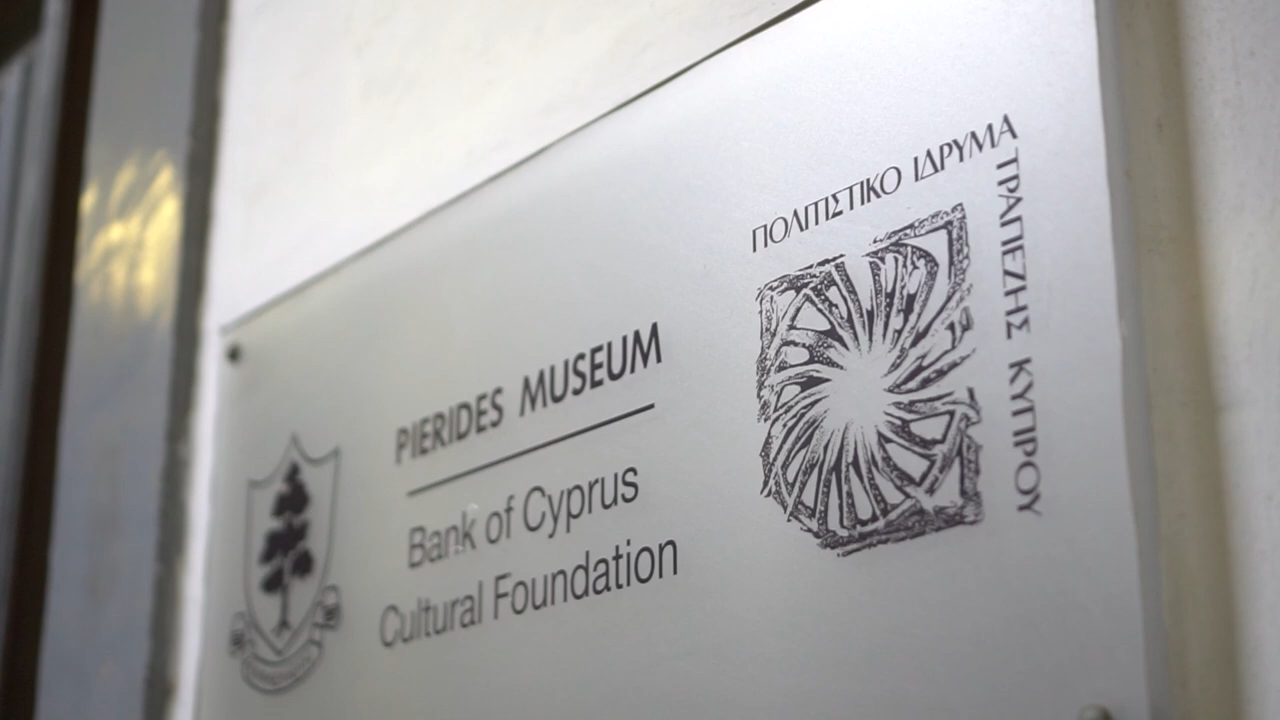 PIERIDES MUSEUM
Bank of Cyprus
Cultural Foundation
ΠΟΛΙΤΙΣΤΙΚΟ ΙΔΡΥΜΑ
ΤΡΑΠΕΖΗΣ ΚΥΠΡΟΥ